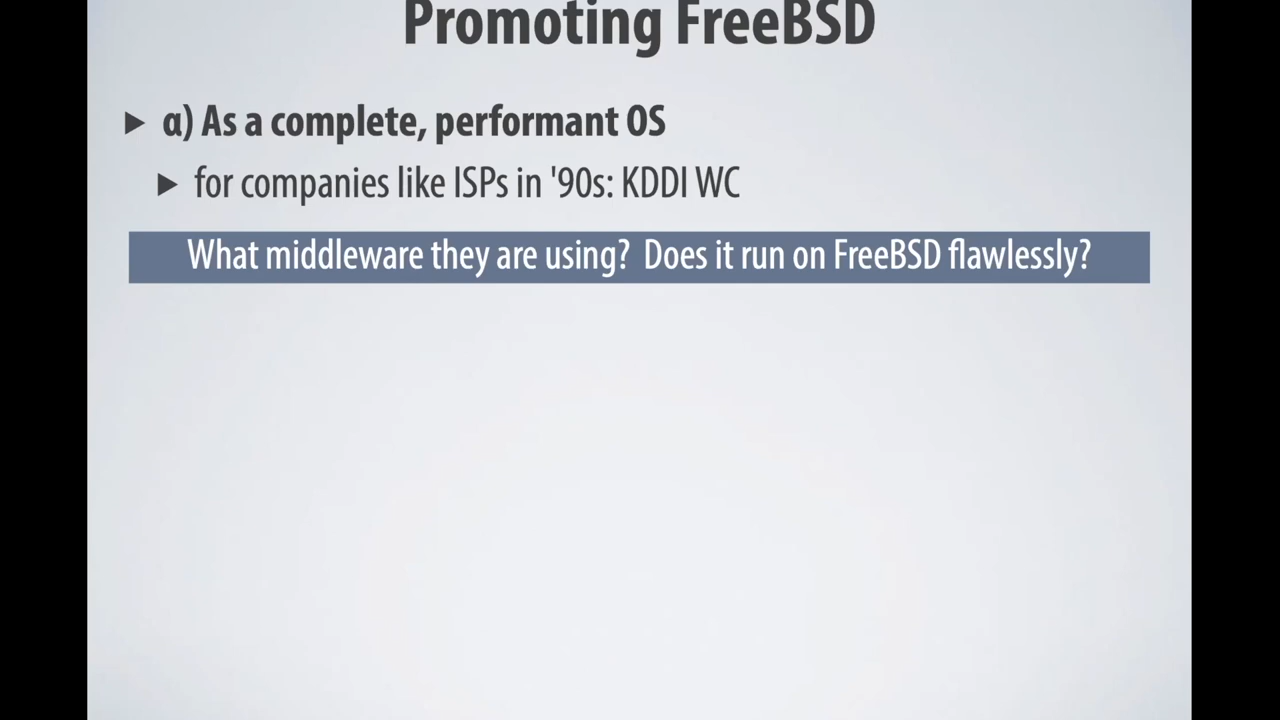 Promoting FreeBSD
▶ α) As a complete, performant OS
▶ for companies like ISPs in '90s: KDDI WC
What middleware they are using? Does it run on FreeBSD flawlessly?